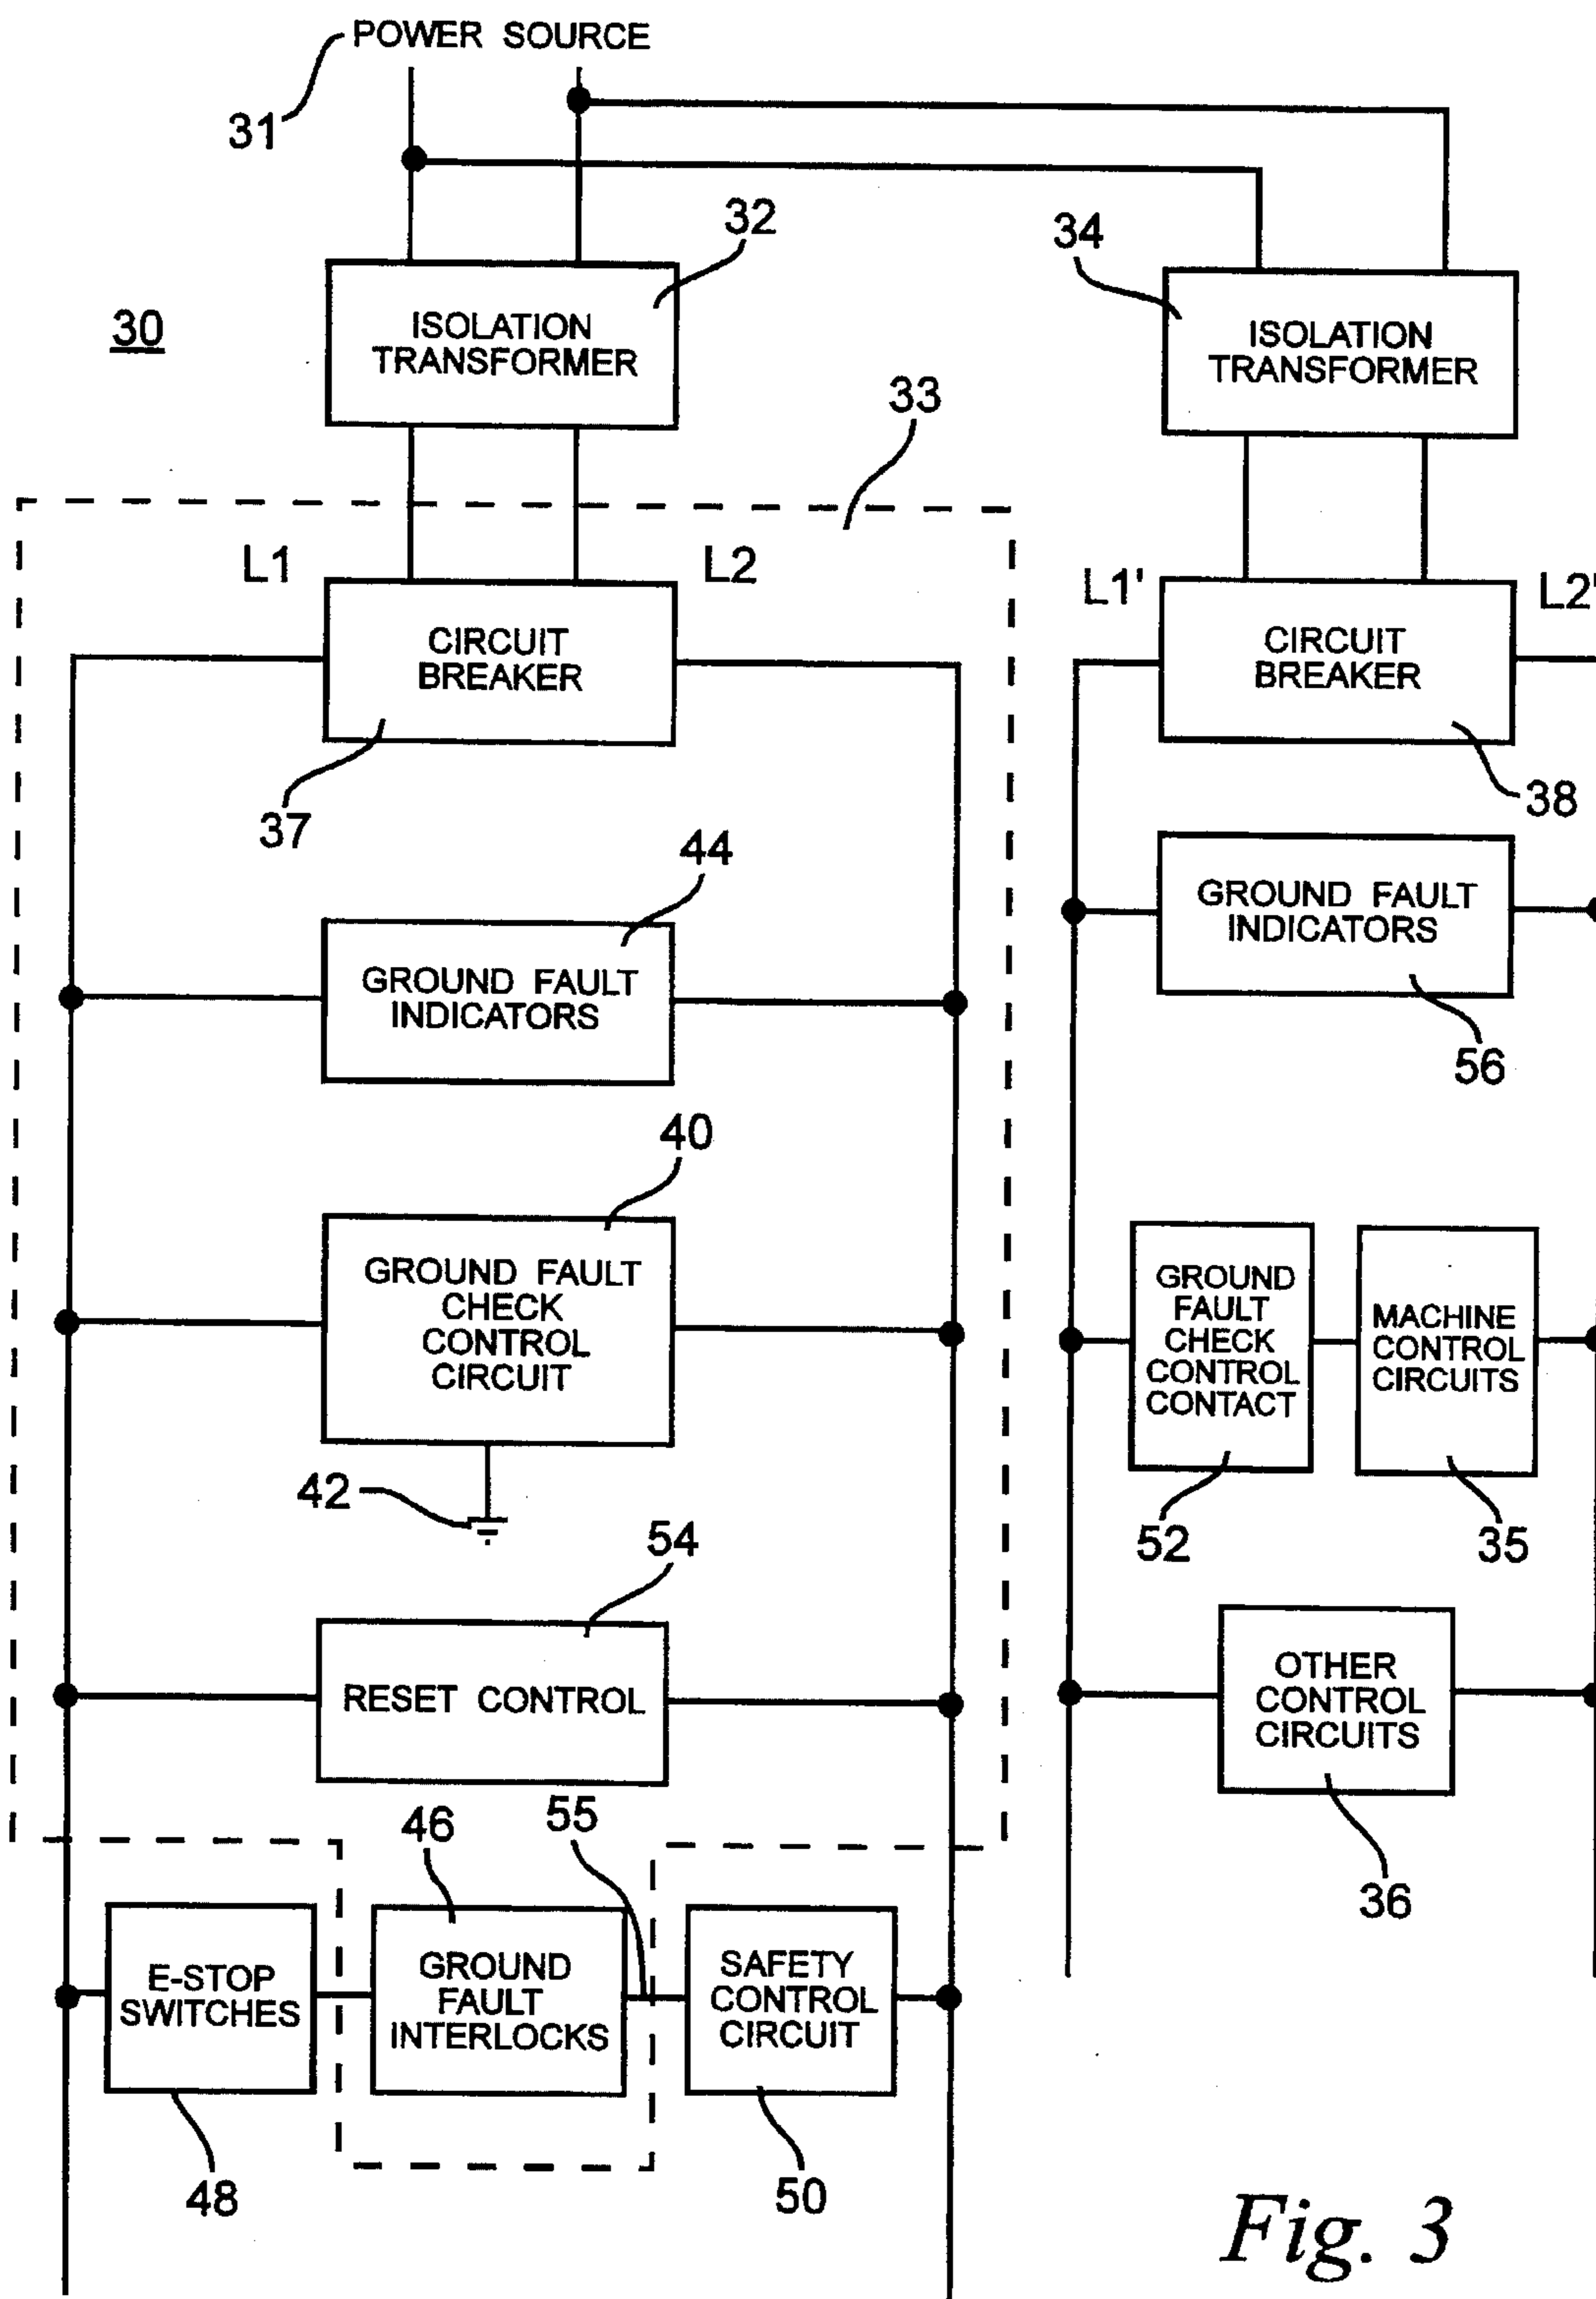 POWER SOURCE
31
32
34
30
ISOLATION
TRANSFORMER
ISOLATION
TRANSFORMER
33
L1
L2
L1'
L2'
CIRCUIT
BREAKER
CIRCUIT
BREAKER
37
38
44
GROUND FAULT
INDICATORS
GROUND FAULT
INDICATORS
56
40
GROUND FAULT
CHECK
CONTROL
CIRCUIT
GROUND
FAULT
CHECK
CONTROL
CONTACT
MACHINE
CONTROL
CIRCUITS
42
52
35
54
RESET CONTROL
OTHER
CONTROL
CIRCUITS
46
55
36
E-STOP
SWITCHES
GROUND
FAULT
INTERLOCKS
SAFETY
CONTROL
CIRCUIT
48
50
Fig. 3